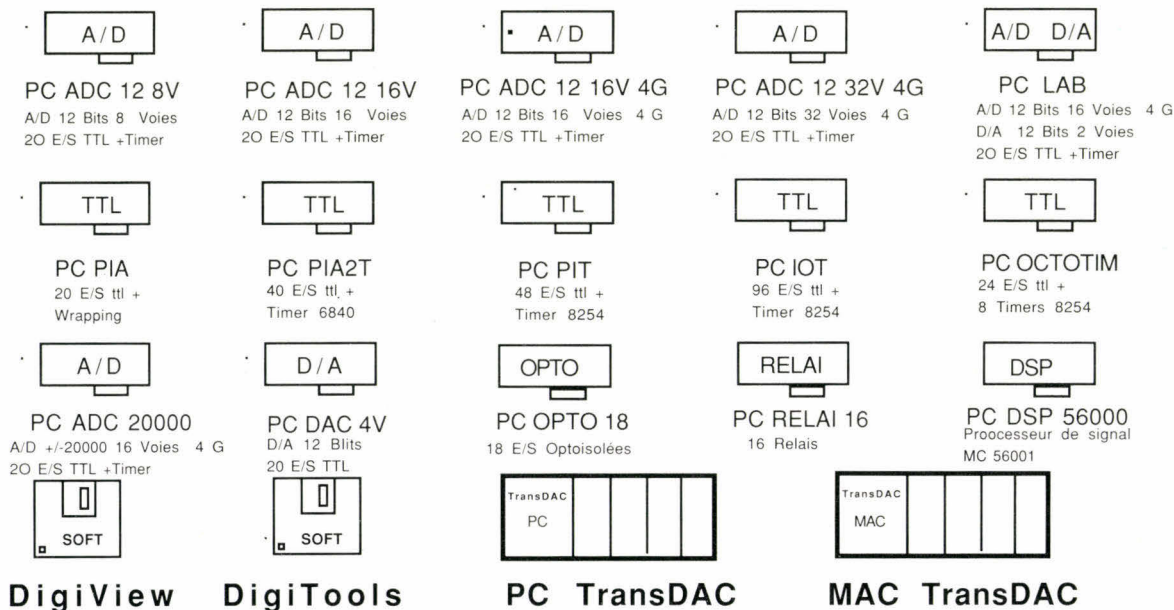 A/D
PC ADC 12 8V
A/D 12 Bits 8 Voies
2O E/S TTL +Timer
A/D
PC ADC 12 16V
A/D 12 Bits 16 Voies
2O E/S TTL +Timer
A/D
PC ADC 12 16V 4G
A/D 12 Bits 16 Voies 4 G
2O E/S TTL +Timer
A/D
PC ADC 12 32V 4G
A/D 12 Bits 32 Voies 4 G
2O E/S TTL +Timer
A/D D/A
PC LAB
A/D 12 Bits 16 Voies 4 G
D/A 12 Bits 2 Voies
2O E/S TTL +Timer
TTL
PC PIA
20 E/S ttl +
Wrapping
TTL
PC PIA2T
40 E/S ttl +
Timer 6840
TTL
PC PIT
48 E/S ttl +
Timer 8254
TTL
PC IOT
96 E/S ttl +
Timer 8254
TTL
PC OCTOTIM
24 E/S ttl +
8 Timers 8254
A/D
PC ADC 20000
A/D +/-20000 16 Voies 4 G
2O E/S TTL +Timer
D/A
PC DAC 4V
D/A 12 Blits
20 E/S TTL
OPTO
PC OPTO 18
18 E/S Optoisolées
RELAI
PC RELAI 16
16 Relais
DSP
PC DSP 56000
Proocesseur de signal
MC 56001
SOFT
DigiView
SOFT
DigiTools
TransDAC
PC
PC TransDAC
TransDAC
MAC
MAC TransDAC